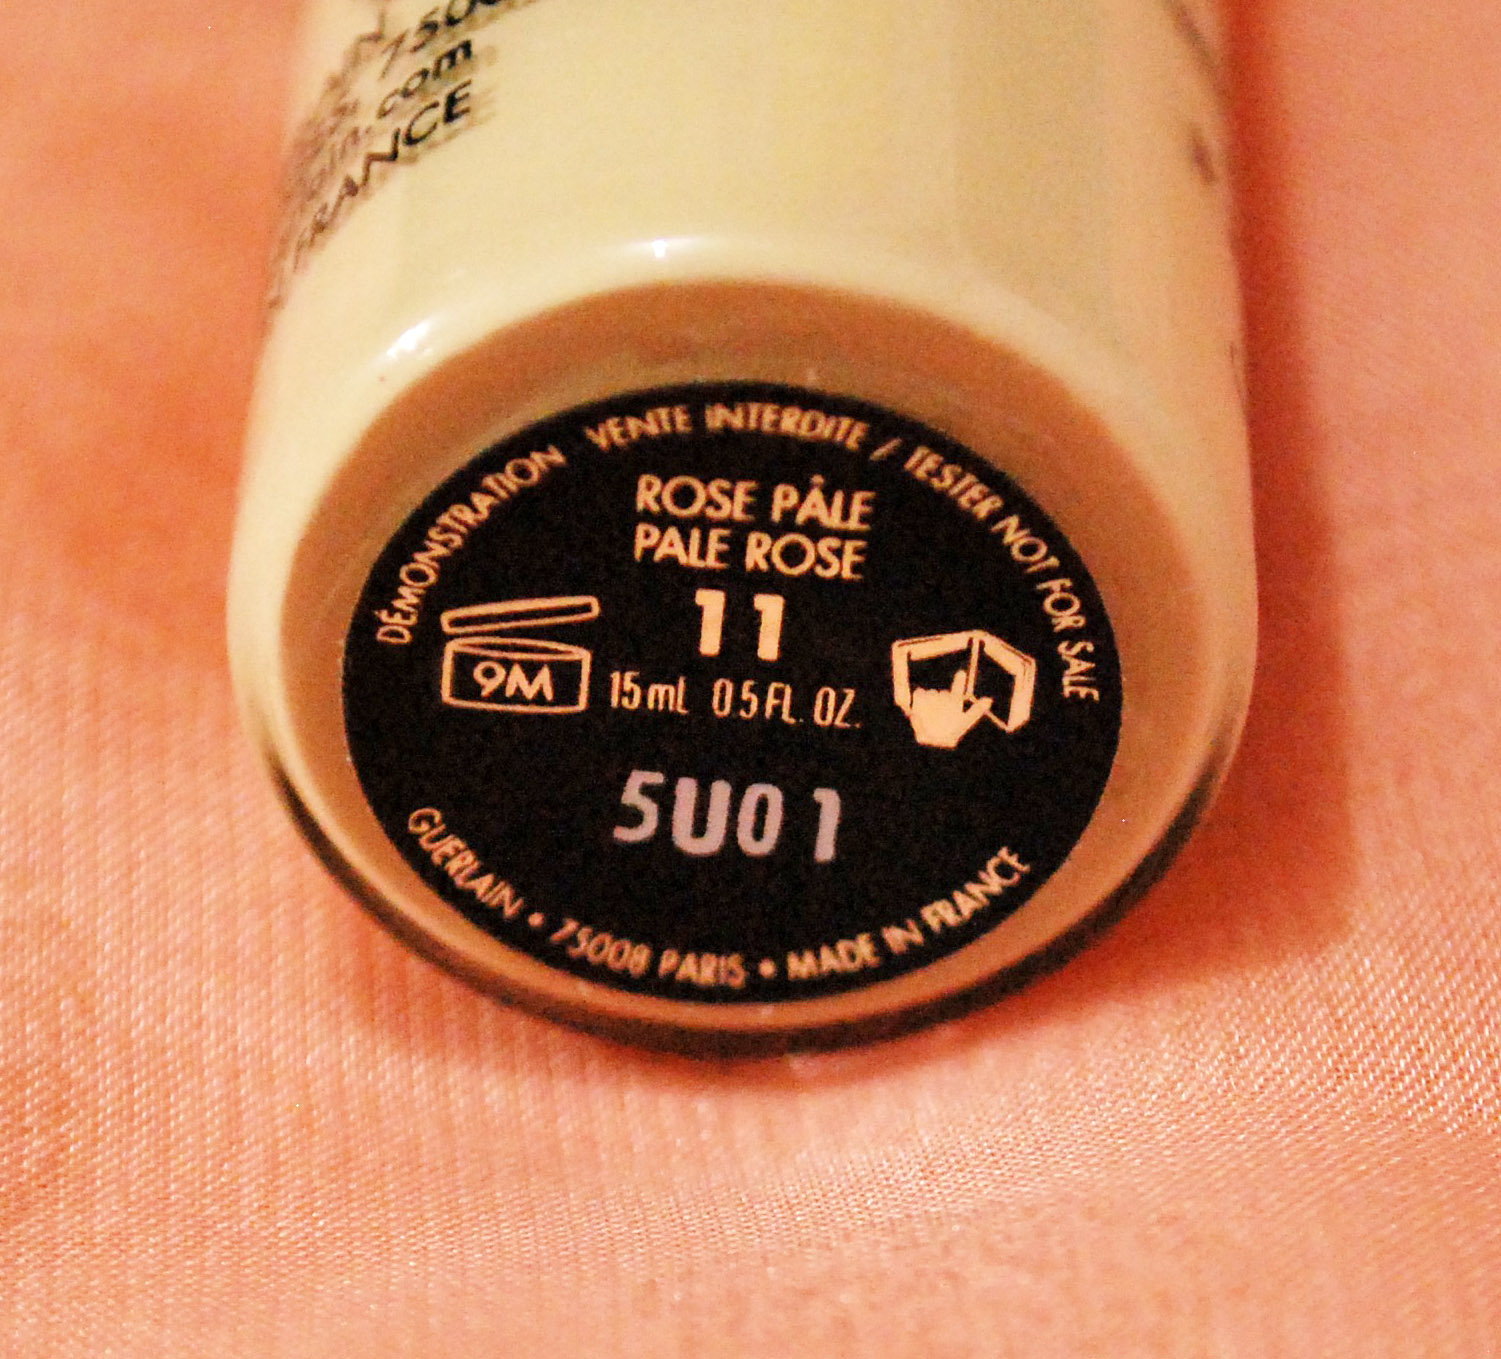 .com
FRANCE
DÉMONSTRATION VENTE INTERDITE / TESTER NOT FOR SALE
ROSE PÂLE
PALE ROSE
11
9M
15 mL 0.5 FL. OZ.
5U01
GUERLAIN • 75008 PARIS • MADE IN FRANCE